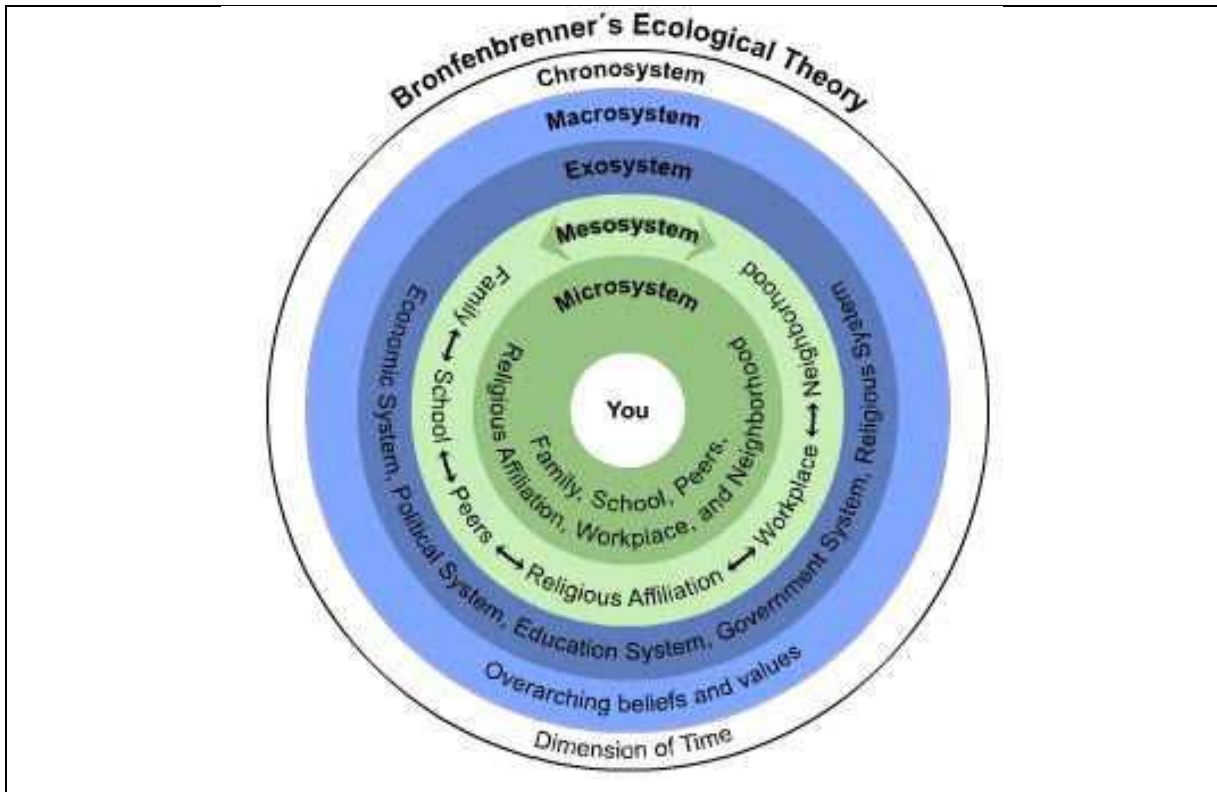 Bronfenbrenner´s Ecological Theory
Chronosystem
Macrosystem
Exosystem
Mesosystem
Microsystem
You
Family, School, Peers,
Religious Affiliation, Workplace, and Neighborhood
Family ↔ School ↔ Peers ↔ Religious Affiliation ↔ Workplace ↔ Neighborhood
Economic System, Political System, Education System, Government System, Religious System
Overarching beliefs and values
Dimension of Time